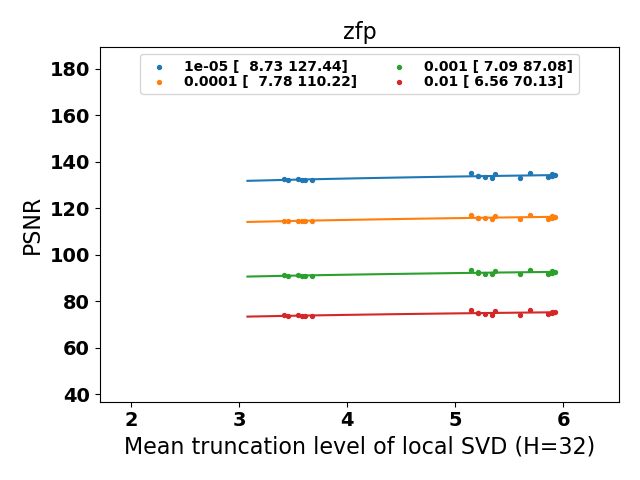 zfp
1e-05 [  8.73 127.44]
0.0001 [  7.78 110.22]
0.001 [ 7.09 87.08]
0.01 [ 6.56 70.13]
PSNR
180
160
140
120
100
80
60
40
2 3 4 5 6
Mean truncation level of local SVD (H=32)